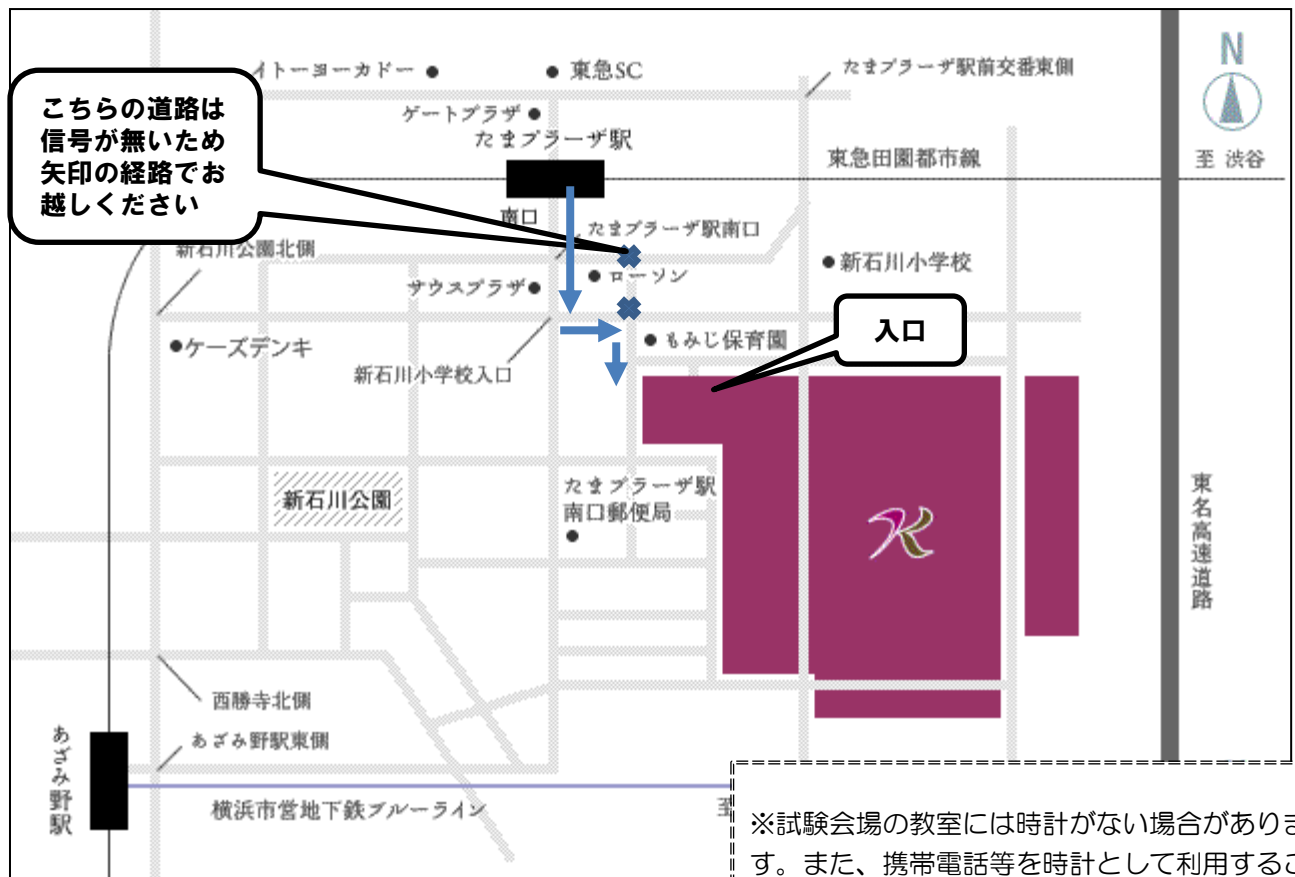 イトーヨーカドー
東急SC
たまプラーザ駅前交番東側
N
こちらの道路は
信号が無いため
矢印の経路でお
越しください
ゲートプラザ
たまプラーザ駅
東急田園都市線
至 渋谷
南口
たまプラーザ駅南口
新石川公園北側
ローソン
新石川小学校
サウスプラザ
入口
ケーズデンキ
もみじ保育園
新石川小学校入口
新石川公園
たまプラーザ駅
南口郵便局
東名高速道路
西勝寺北側
あざみ野駅東側
あざみ野駅
横浜市営地下鉄ブルーライン
至
※試験会場の教室には時計がない場合がありま
す。また、携帯電話等を時計として利用するこ